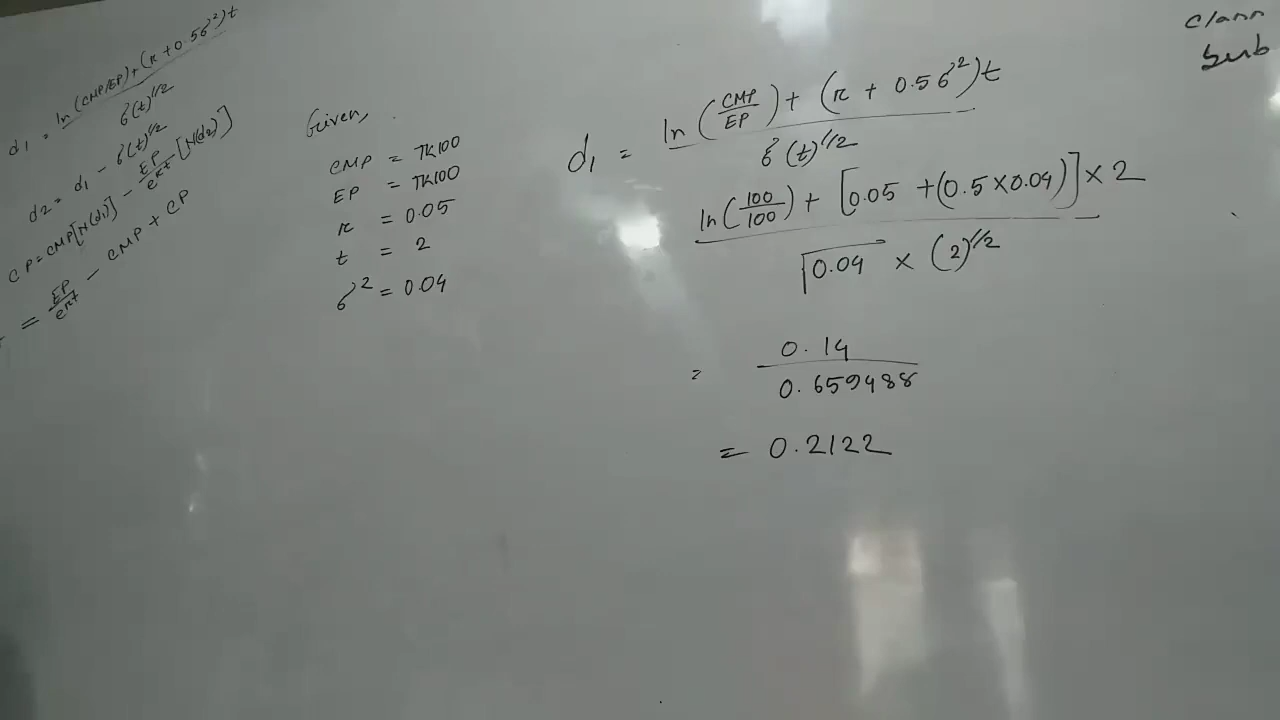 d1 = ln (CMP/EP) + (r + 0.5σ²)t
σ(t)^1/2
d2 = d1 - σ(t)^1/2
CP = CMP[N(d1)] - EP/e^rt [N(d2)]
= EP/e^rt - CMP + CP
Given,
CMP = TK100
EP = TK100
r = 0.05
t = 2
σ² = 0.04
d1 = ln (CMP/EP) + (r + 0.5σ²)t
σ(t)^1/2
ln(100/100) + [0.05 + (0.5×0.04)] × 2
√0.04 × (2)^1/2
= 0.14
0.659488
= 0.2122
Class
Sub